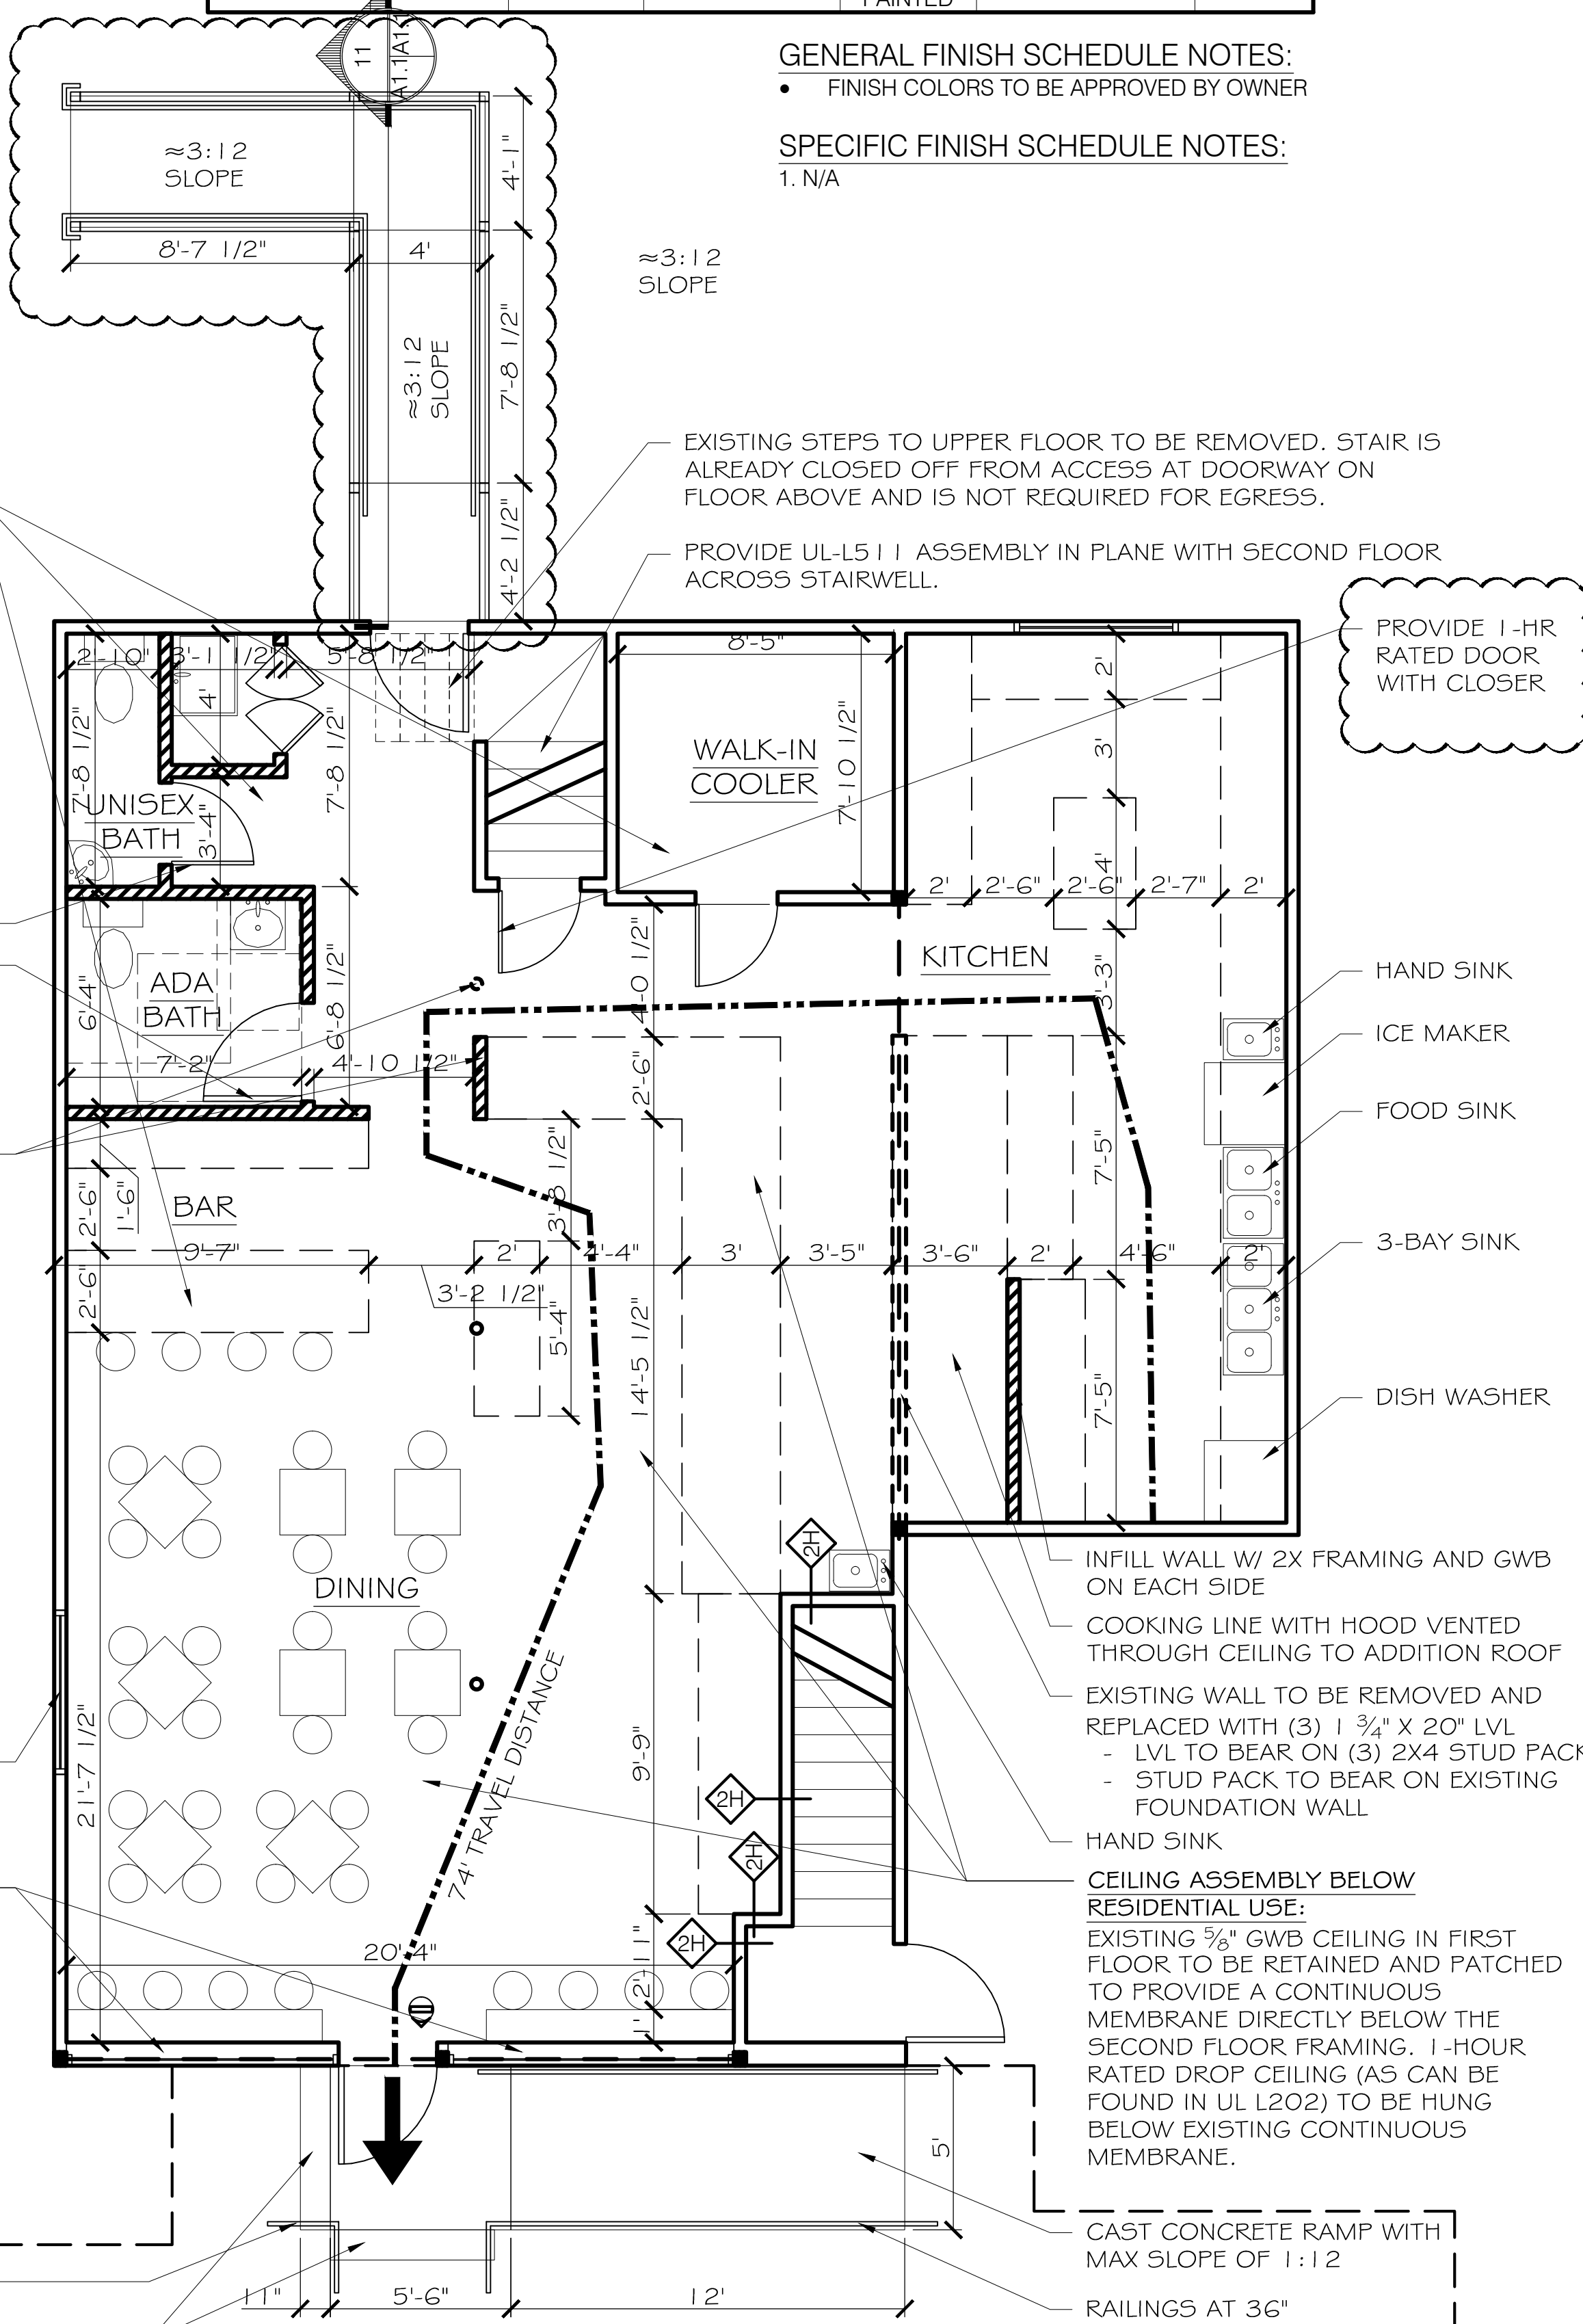 PAINTED
GENERAL FINISH SCHEDULE NOTES:
• FINISH COLORS TO BE APPROVED BY OWNER
SPECIFIC FINISH SCHEDULE NOTES:
1. N/A
11
A1.1
A1.1
≈3:12
SLOPE
4'-1"
8'-7 1/2"
4'
≈3:12
SLOPE
≈3:12
SLOPE
7'-8 1/2"
4'-2 1/2"
EXISTING STEPS TO UPPER FLOOR TO BE REMOVED. STAIR IS
ALREADY CLOSED OFF FROM ACCESS AT DOORWAY ON
FLOOR ABOVE AND IS NOT REQUIRED FOR EGRESS.
PROVIDE UL-L511 ASSEMBLY IN PLANE WITH SECOND FLOOR
ACROSS STAIRWELL.
PROVIDE 1-HR
RATED DOOR
WITH CLOSER
2'-10"
3'-1 1/2"
5'-8 1/2"
8'-5"
2'
4'
7'-8 1/2"
7'-8 1/2"
WALK-IN
COOLER
7'-10 1/2"
3'
UNISEX
BATH
3'-4"
4'
2'
2'-6"
2'-6"
2'-7"
2'
KITCHEN
4'-0 1/2"
3'-3"
HAND SINK
ADA
BATH
6'-4"
6'-8 1/2"
7'-2"
4'-10 1/2"
ICE MAKER
2'-6"
FOOD SINK
7'-5"
3'-8 1/2"
BAR
2'-6"
1'-6"
3-BAY SINK
9'-7"
2'
4'-4"
3'
3'-5"
3'-6"
2'
4'-6"
2'
2'-6"
3'-2 1/2"
5'-4"
14'-5 1/2"
7'-5"
DISH WASHER
2H
DINING
INFILL WALL W/ 2X FRAMING AND GWB
ON EACH SIDE
COOKING LINE WITH HOOD VENTED
THROUGH CEILING TO ADDITION ROOF
EXISTING WALL TO BE REMOVED AND
REPLACED WITH (3) 1 3/4" X 20" LVL
- LVL TO BEAR ON (3) 2X4 STUD PACK
- STUD PACK TO BEAR ON EXISTING
FOUNDATION WALL
HAND SINK
21'-7 1/2"
74' TRAVEL DISTANCE
9'-9"
2H
2H
2H
CEILING ASSEMBLY BELOW
RESIDENTIAL USE:
EXISTING 5/8" GWB CEILING IN FIRST
FLOOR TO BE RETAINED AND PATCHED
TO PROVIDE A CONTINUOUS
MEMBRANE DIRECTLY BELOW THE
SECOND FLOOR FRAMING. 1-HOUR
RATED DROP CEILING (AS CAN BE
FOUND IN UL L202) TO BE HUNG
BELOW EXISTING CONTINUOUS
MEMBRANE.
20'-4"
2'-11"
1'
5'
CAST CONCRETE RAMP WITH
MAX SLOPE OF 1:12
11"
5'-6"
12'
RAILINGS AT 36"